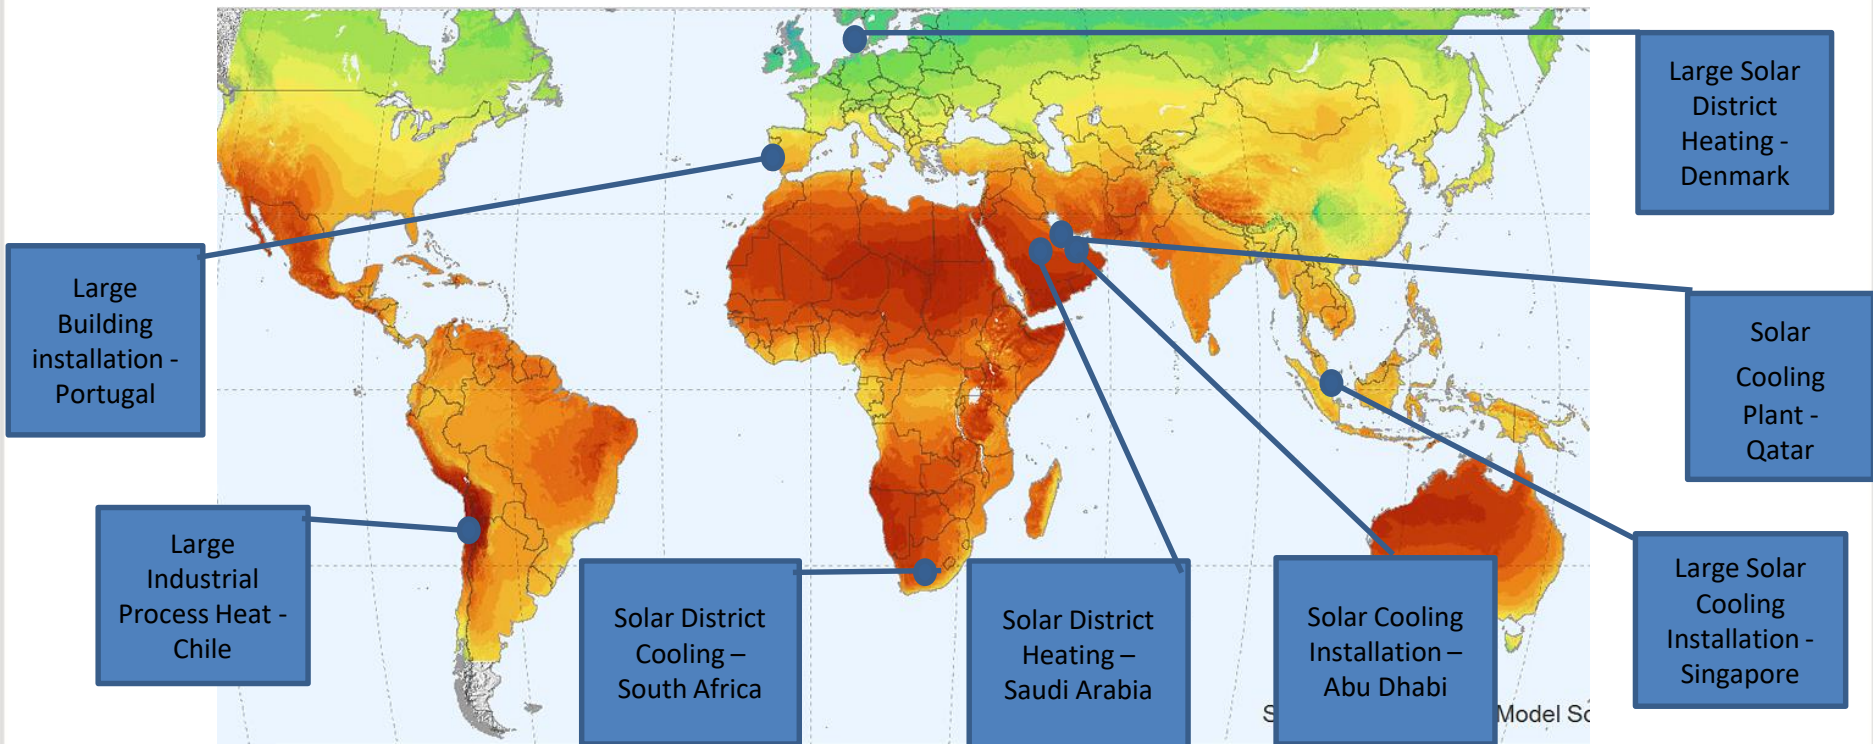 Large Solar
District
Heating -
Denmark
Large
Building
installation -
Portugal
Solar
Cooling
Plant -
Qatar
Large
Industrial
Process Heat -
Chile
Solar District
Cooling –
South Africa
Solar District
Heating –
Saudi Arabia
Solar Cooling
Installation –
Abu Dhabi
Large Solar
Cooling
Installation -
Singapore
Model